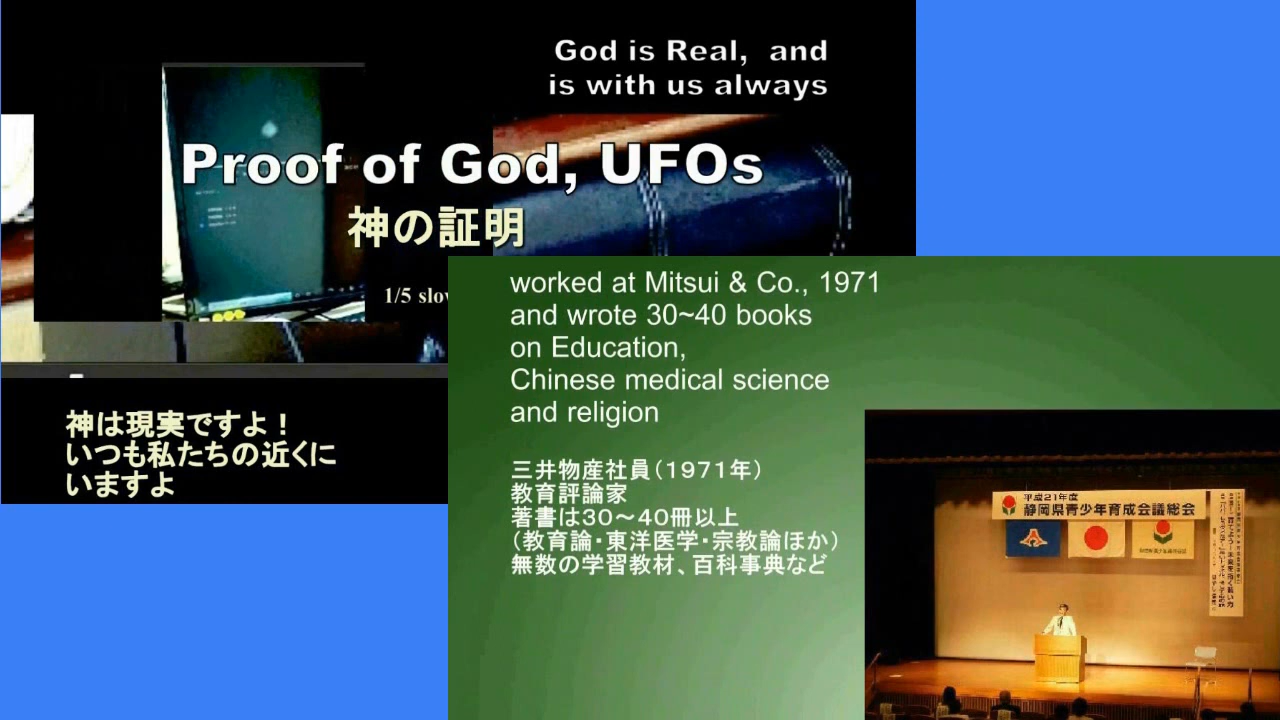 God is Real, and
is with us always
Proof of God, UFOs
神の証明
1/5 slow
神は現実ですよ！
いつも私たちの近くに
いますよ
worked at Mitsui & Co., 1971
and wrote 30~40 books
on Education,
Chinese medical science
and religion
三井物産社員（１９７１年）
教育評論家
著書は３０～４０冊以上
（教育論・東洋医学・宗教論ほか）
無数の学習教材、百科事典など
平成21年度
静岡県青少年育成会議総会